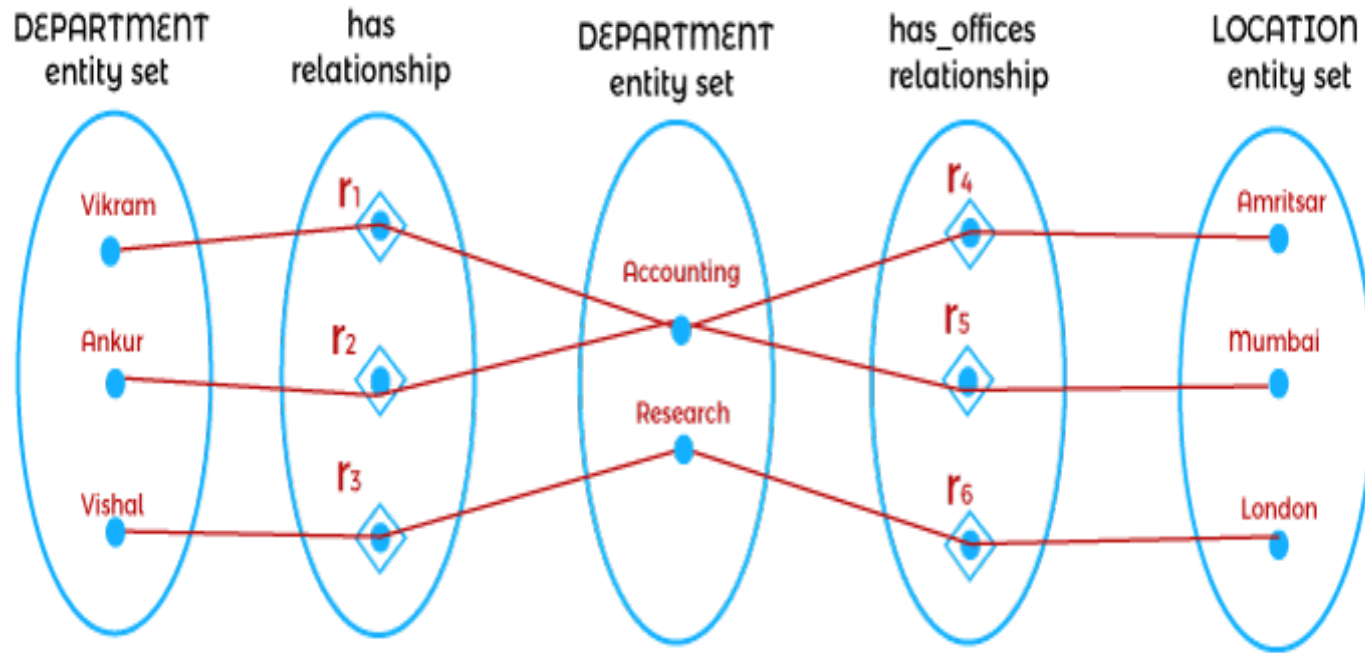 DEPARTMENT
entity set
has
relationship
DEPARTMENT
entity set
has_offices
relationship
LOCATION
entity set
Vikram
Ankur
Vishal
r1
r2
r3
Accounting
Research
r4
r5
r6
Amritsar
Mumbai
London